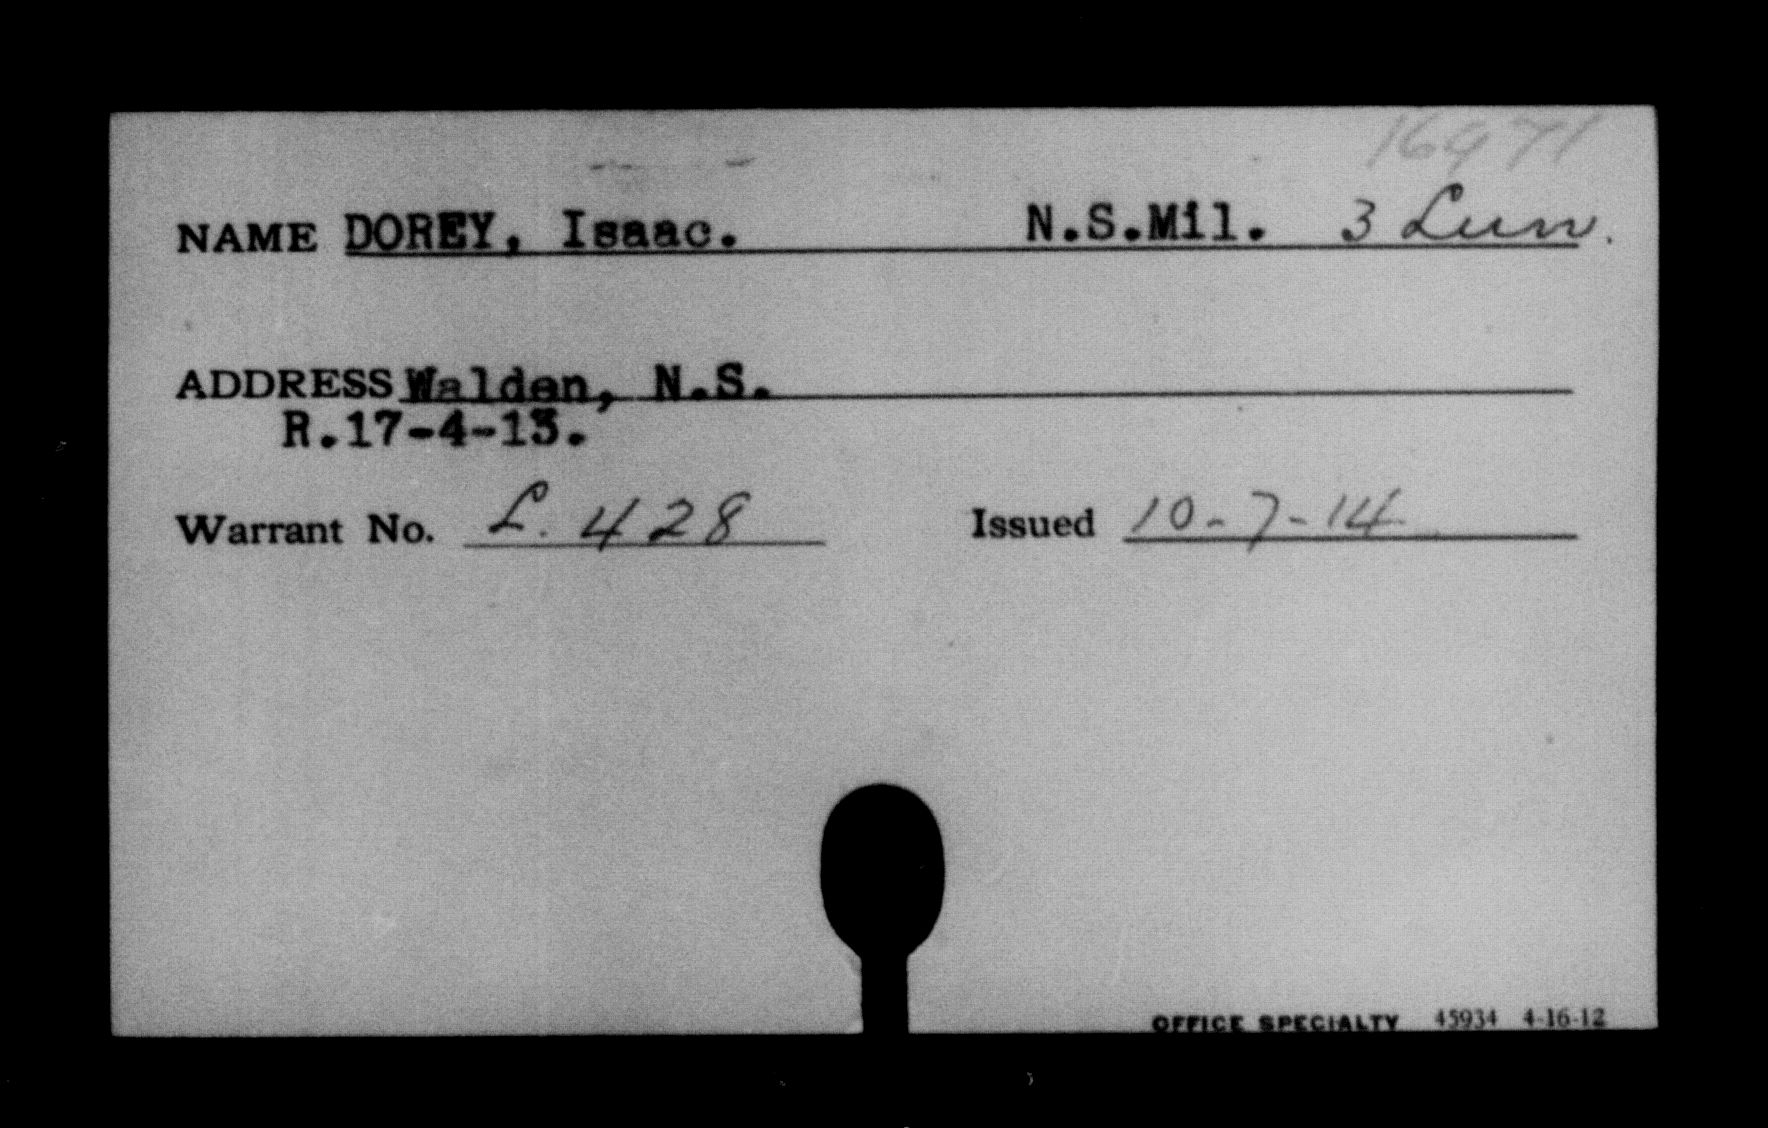 16971
NAME DOREY, Isaac. N.S.Mil. 3 Lun.
ADDRESS Walden, N.S.
R.17-4-13.
Warrant No. L. 428 Issued 10-7-14
OFFICE SPECIALTY 45934 4-16-12